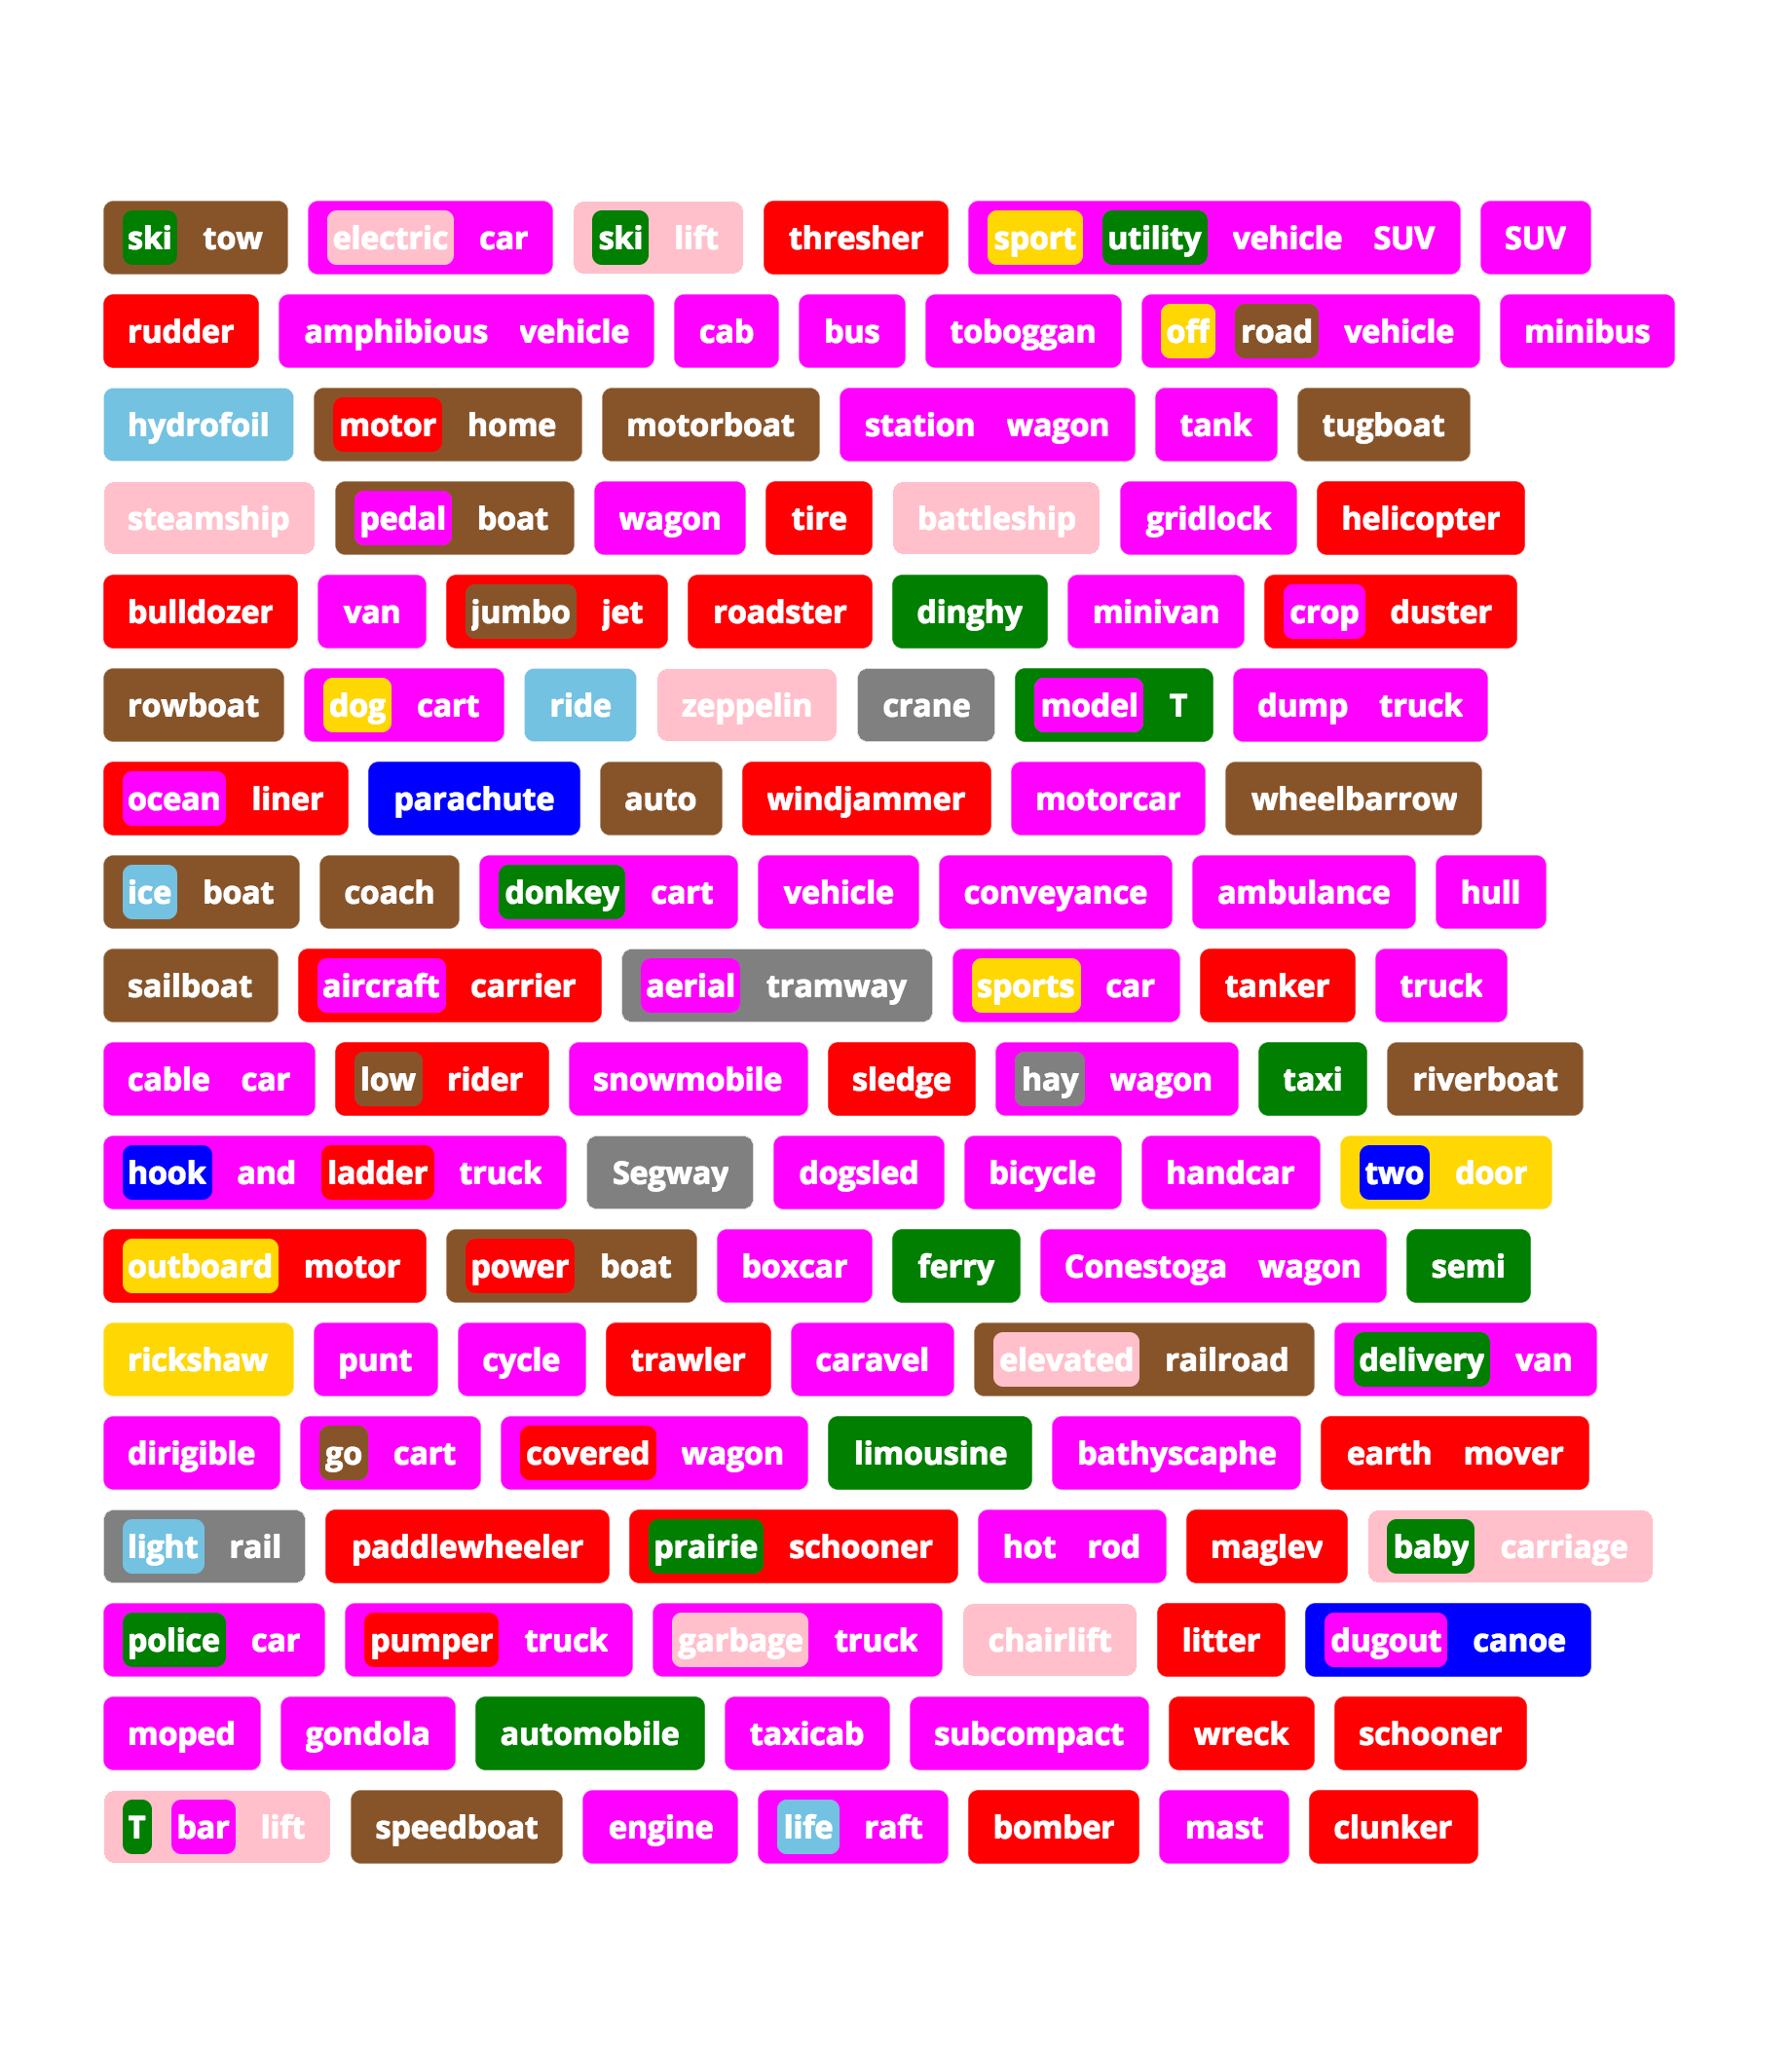 ski tow electric car ski lift thresher sport utility vehicle SUV SUV
rudder amphibious vehicle cab bus toboggan off road vehicle minibus
hydrofoil motor home motorboat station wagon tank tugboat
steamship pedal boat wagon tire battleship gridlock helicopter
bulldozer van jumbo jet roadster dinghy minivan crop duster
rowboat dog cart ride zeppelin crane model T dump truck
ocean liner parachute auto windjammer motorcar wheelbarrow
ice boat coach donkey cart vehicle conveyance ambulance hull
sailboat aircraft carrier aerial tramway sports car tanker truck
cable car low rider snowmobile sledge hay wagon taxi riverboat
hook and ladder truck Segway dogsled bicycle handcar two door
outboard motor power boat boxcar ferry Conestoga wagon semi
rickshaw punt cycle trawler caravel elevated railroad delivery van
dirigible go cart covered wagon limousine bathyscaphe earth mover
light rail paddlewheeler prairie schooner hot rod maglev baby carriage
police car pumper truck garbage truck chairlift litter dugout canoe
moped gondola automobile taxicab subcompact wreck schooner
T bar lift speedboat engine life raft bomber mast clunker